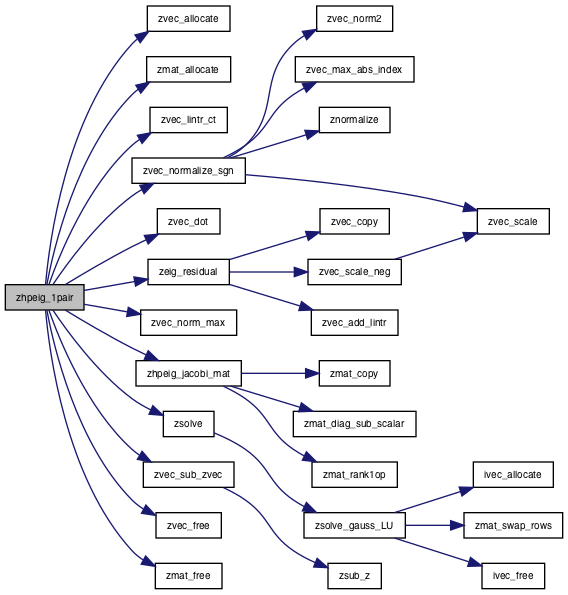 zhpeig_1pair
zvec_allocate
zmat_allocate
zvec_lintr_ct
zvec_normalize_sgn
zvec_dot
zeig_residual
zvec_norm_max
zhpeig_jacobi_mat
zsolve
zvec_sub_zvec
zvec_free
zmat_free
zvec_norm2
zvec_max_abs_index
znormalize
zvec_copy
zvec_scale_neg
zvec_add_lintr
zmat_copy
zmat_diag_sub_scalar
zmat_rank1op
zsolve_gauss_LU
zsub_z
zvec_scale
ivec_allocate
zmat_swap_rows
ivec_free